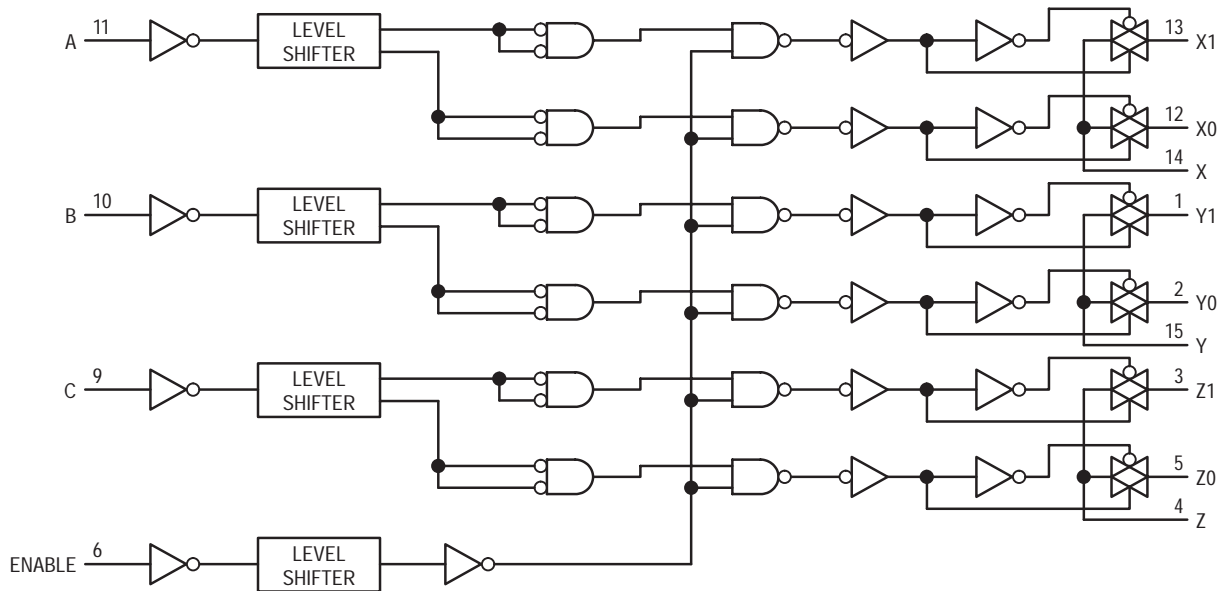 A 11 LEVEL SHIFTER 13 X1
12 X0
14 X
B 10 LEVEL SHIFTER 1 Y1
2 Y0
15 Y
C 9 LEVEL SHIFTER 3 Z1
5 Z0
4 Z
ENABLE 6 LEVEL SHIFTER